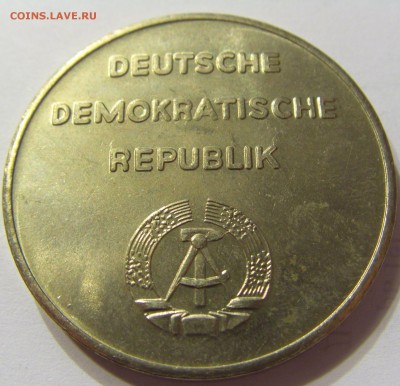 COINS.LAVE.RU
DEUTSCHE
DEMOKRATISCHE
REPUBLIK